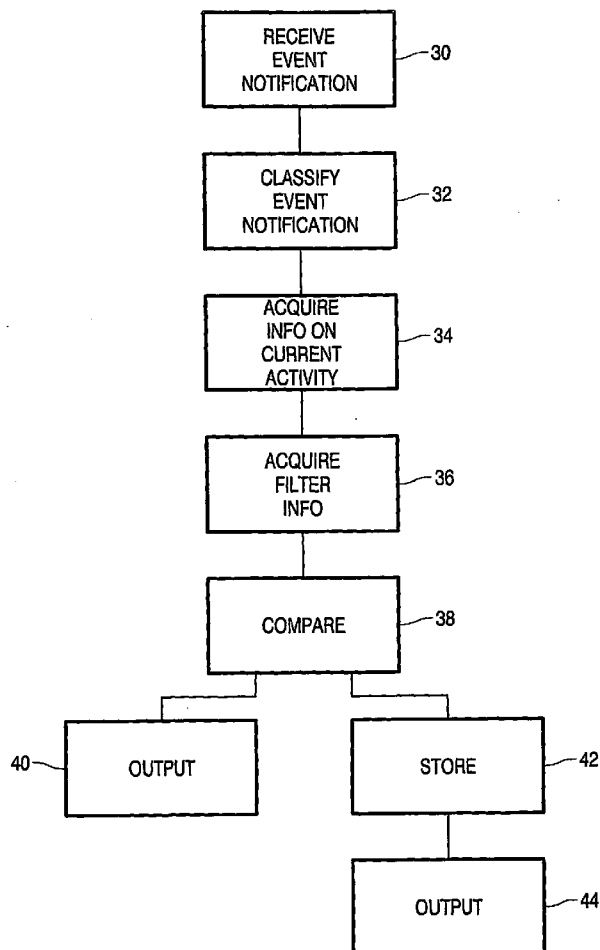 RECEIVE
EVENT
NOTIFICATION
30
CLASSIFY
EVENT
NOTIFICATION
32
ACQUIRE
INFO ON
CURRENT
ACTIVITY
34
ACQUIRE
FILTER
INFO
36
COMPARE
38
40
OUTPUT
STORE
42
OUTPUT
44